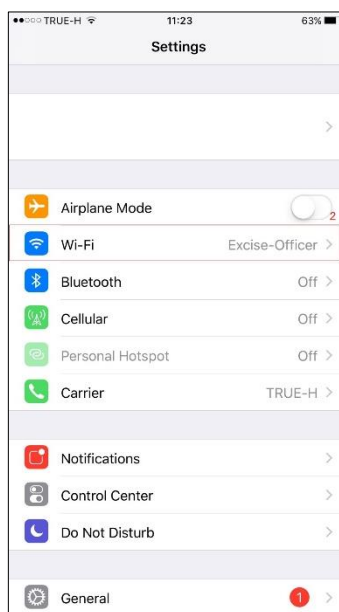 TRUE-H 11:23 63%
Settings
Airplane Mode
2
Wi-Fi Excise-Officer
Bluetooth Off
Cellular Off
Personal Hotspot Off
Carrier TRUE-H
Notifications
Control Center
Do Not Disturb
General 1